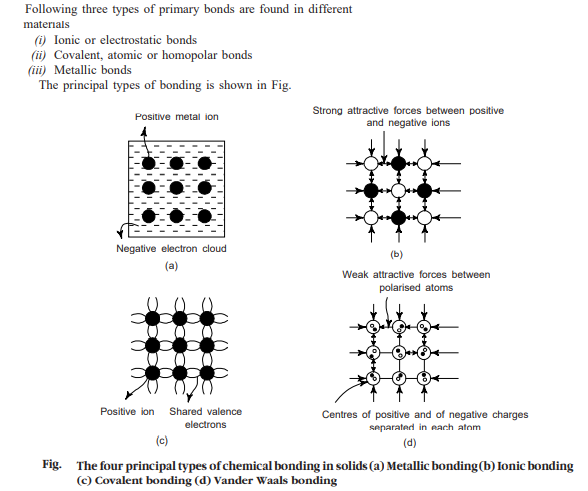 Following three types of primary bonds are found in different
materials
(i) Ionic or electrostatic bonds
(ii) Covalent, atomic or homopolar bonds
(iii) Metallic bonds
The principal types of bonding is shown in Fig.
Positive metal ion
Negative electron cloud
(a)
Strong attractive forces between positive
and negative ions
(b)
Positive ion
Shared valence
electrons
(c)
Weak attractive forces between
polarised atoms
Centres of positive and of negative charges
separated in each atom
(d)
Fig. The four principal types of chemical bonding in solids (a) Metallic bonding (b) Ionic bonding
(c) Covalent bonding (d) Vander Waals bonding